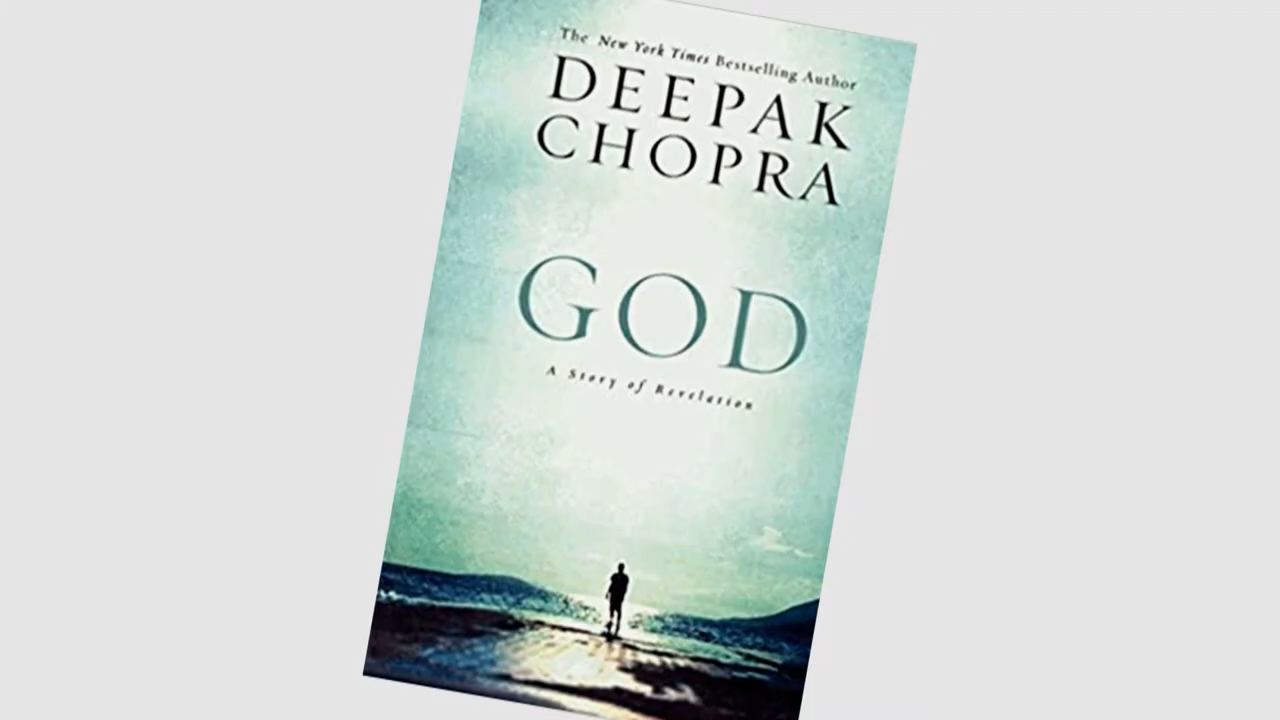 The New York Times Bestselling Author
DEEPAK
CHOPRA
GOD
A Story of Revelation